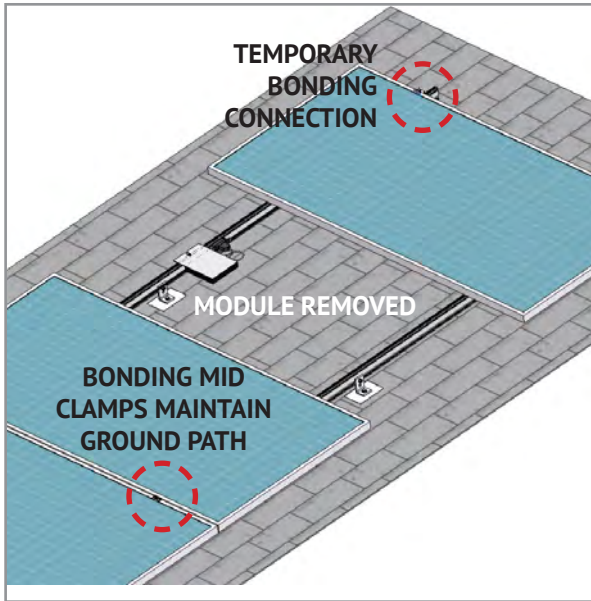 TEMPORARY
BONDING
CONNECTION
MODULE REMOVED
BONDING MID
CLAMPS MAINTAIN
GROUND PATH